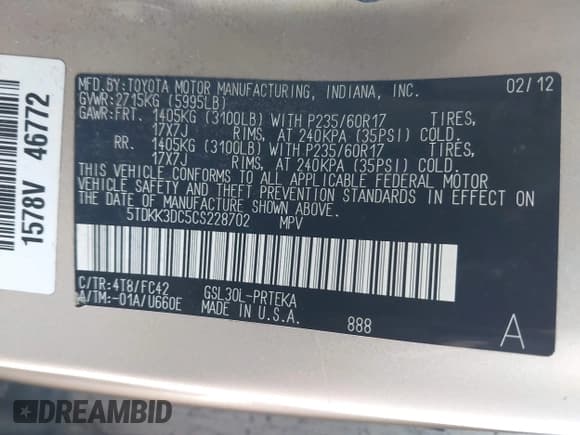 MFD.BY:TOYOTA MOTOR MANUFACTURING, INDIANA, INC. 02/12
GVWR:2715KG (5995LB)
GAWR:FRT. 1405KG (3100LB) WITH P235/60R17 TIRES,
17X7J RIMS, AT 240KPA (35PSI) COLD.
RR. 1405KG (3100LB) WITH P235/60R17 TIRES,
17X7J RIMS, AT 240KPA (35PSI) COLD.
THIS VEHICLE CONFORMS TO ALL APPLICABLE FEDERAL MOTOR
VEHICLE SAFETY AND THEFT PREVENTION STANDARDS IN EFFECT ON
THE DATE OF MANUFACTURE SHOWN ABOVE.
5TDKK3DC5CS228702 MPV
C/TR:4T8/FC42 GSL30L-PRTEKA
A/TM:-01A/U660E MADE IN U.S.A.
888 A
1578V 46772
DREAMBID